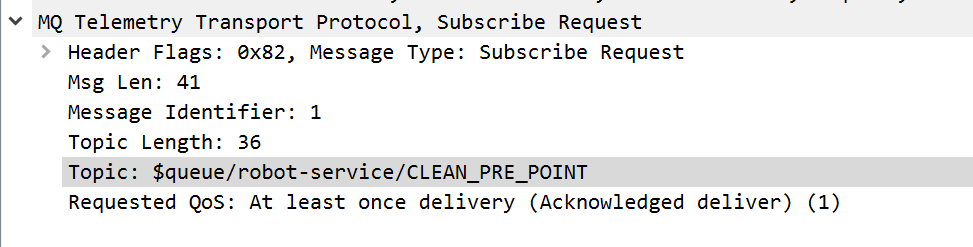 MQ Telemetry Transport Protocol, Subscribe Request
Header Flags: 0x82, Message Type: Subscribe Request
Msg Len: 41
Message Identifier: 1
Topic Length: 36
Topic: $queue/robot-service/CLEAN_PRE_POINT
Requested QoS: At least once delivery (Acknowledged deliver) (1)